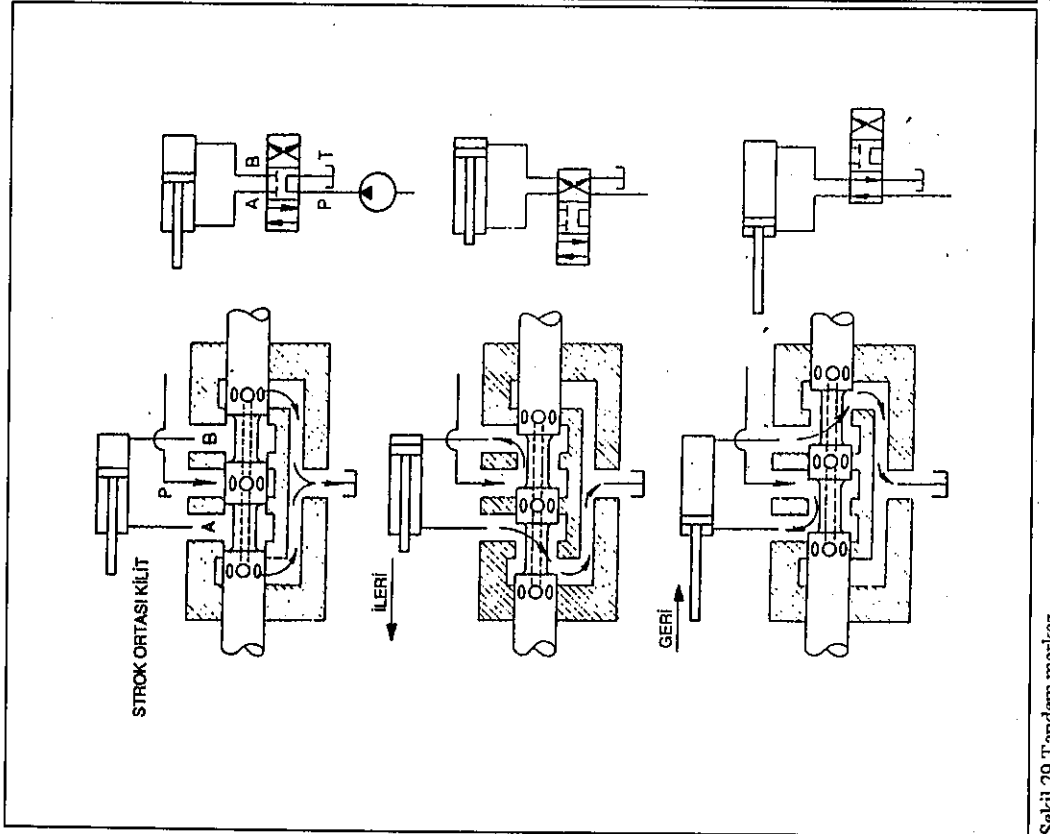 STROK ORTASI KİLİT
P
A
B
A
B
P
T
İLERİ
GERİ
Şekil 29 Tandem merkez